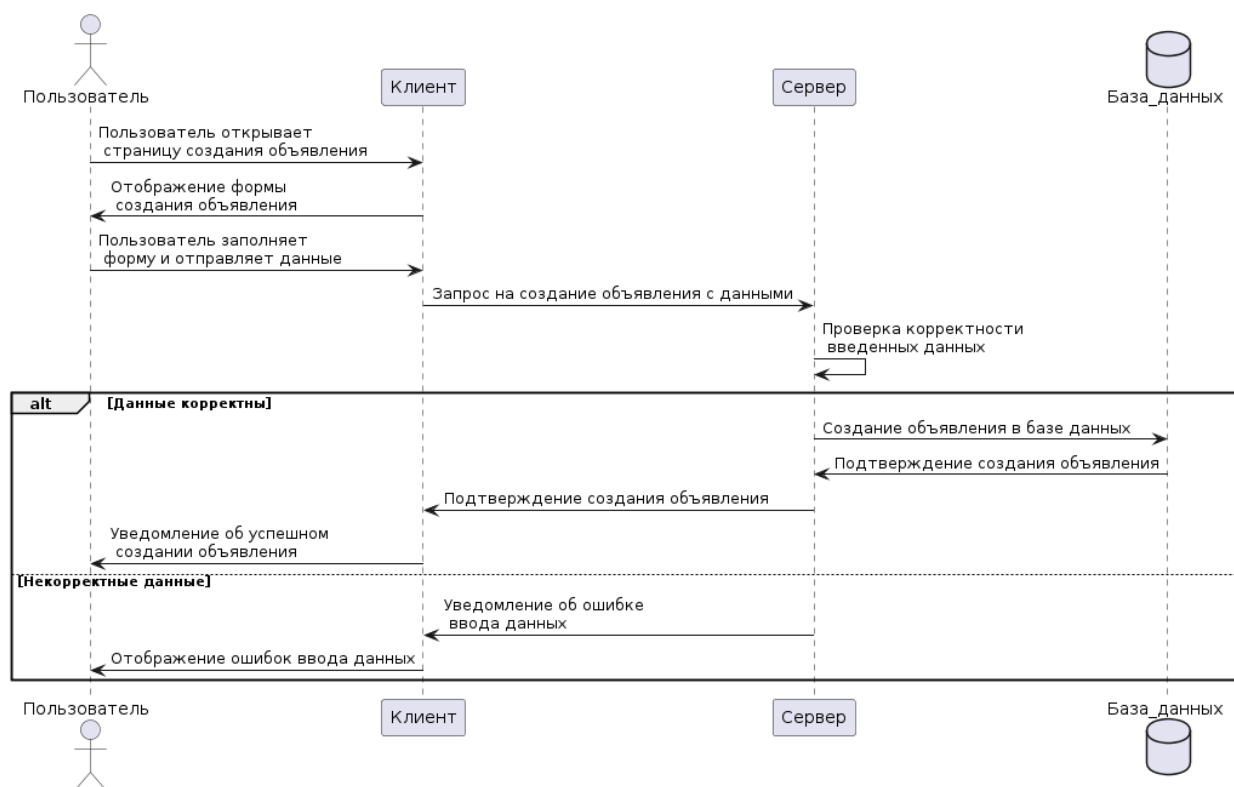 Пользователь
Клиент
Сервер
База_данных
Пользователь открывает
страницу создания объявления
Отображение формы
создания объявления
Пользователь заполняет
форму и отправляет данные
Запрос на создание объявления с данными
Проверка корректности
введенных данных
alt
[Данные корректны]
Создание объявления в базе данных
Подтверждение создания объявления
Подтверждение создания объявления
Уведомление об успешном
создании объявления
[Некорректные данные]
Уведомление об ошибке
ввода данных
Отображение ошибок ввода данных
Пользователь
Клиент
Сервер
База_данных